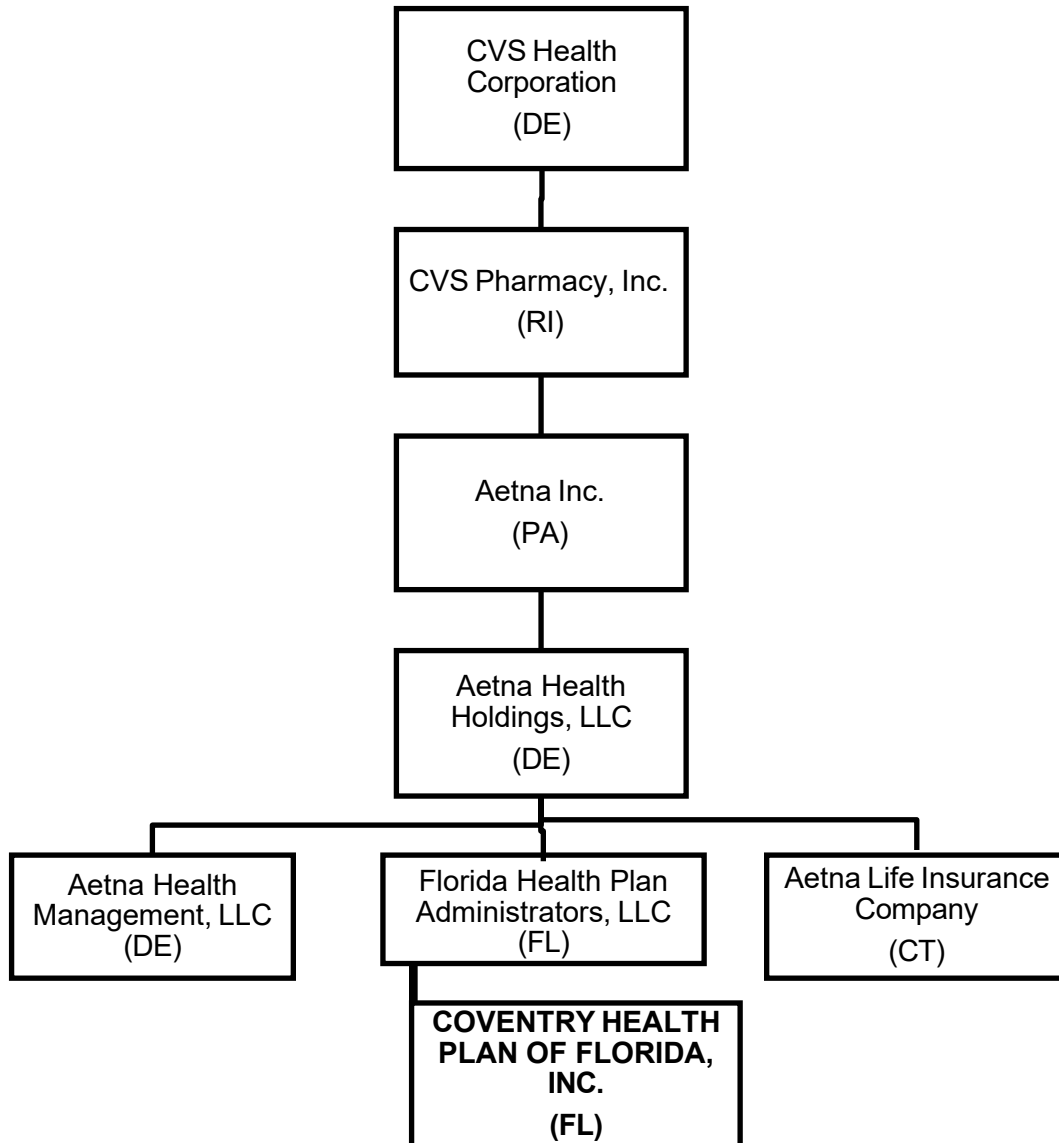 CVS Health
Corporation
(DE)
CVS Pharmacy, Inc.
(RI)
Aetna Inc.
(PA)
Aetna Health
Holdings, LLC
(DE)
Aetna Health
Management, LLC
(DE)
Florida Health Plan
Administrators, LLC
(FL)
Aetna Life Insurance
Company
(CT)
COVENTRY HEALTH
PLAN OF FLORIDA,
INC.
(FL)